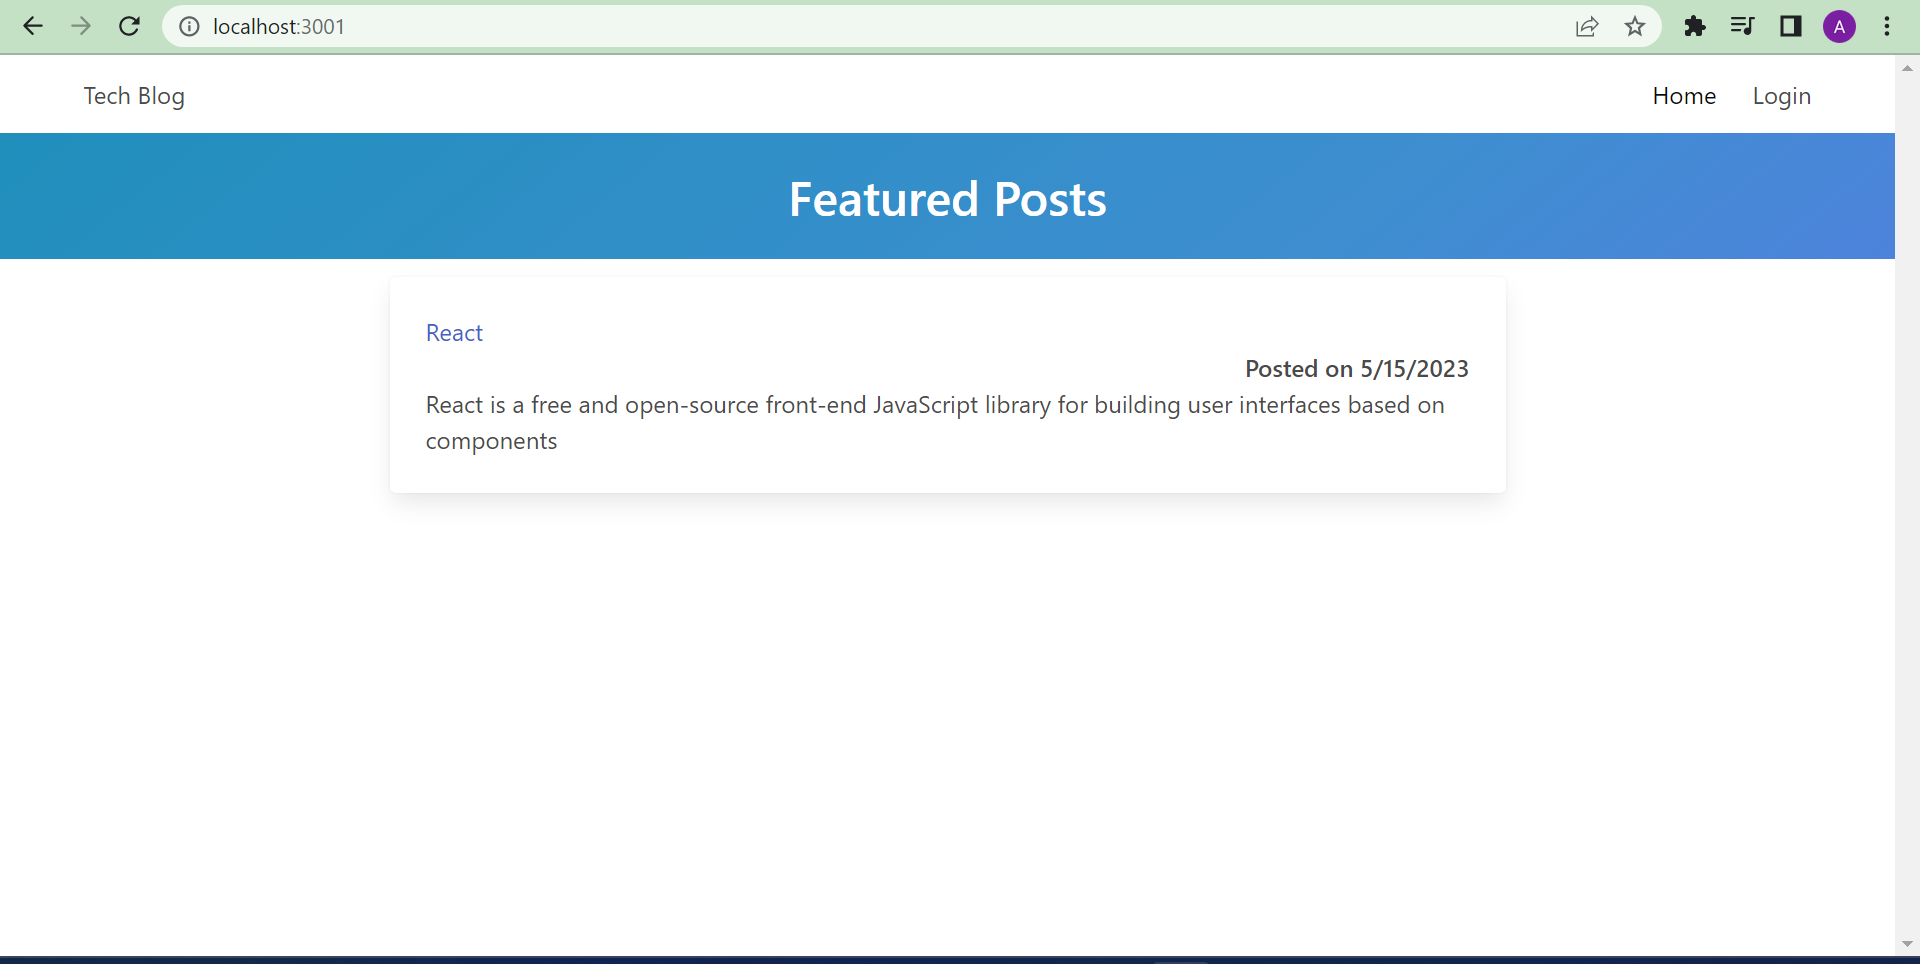 localhost:3001
A
Tech Blog
Home
Login
Featured Posts
React
Posted on 5/15/2023
React is a free and open-source front-end JavaScript library for building user interfaces based on
components